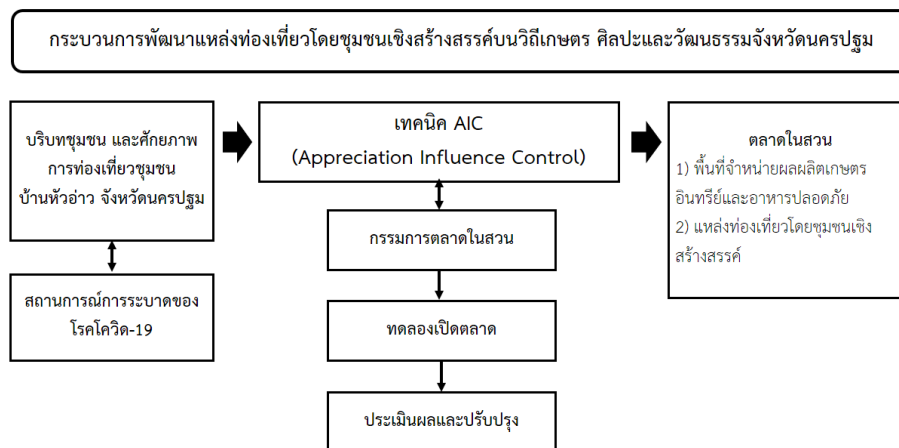 กระบวนการพัฒนาแหล่งท่องเที่ยวโดยชุมชนเชิงสร้างสรรค์บนวิถีเกษตร ศิลปะและวัฒนธรรมจังหวัดนครปฐม
บริบทชุมชน และศักยภาพ
การท่องเที่ยวชุมชน
บ้านหัวอ่าว จังหวัดนครปฐม
สถานการณ์การระบาดของ
โรคโควิด-19
เทคนิค AIC
(Appreciation Influence Control)
กรรมการตลาดในสวน
ทดลองเปิดตลาด
ประเมินผลและปรับปรุง
ตลาดในสวน
1) พื้นที่จำหน่ายผลผลิตเกษตร
อินทรีย์และอาหารปลอดภัย
2) แหล่งท่องเที่ยวโดยชุมชนเชิง
สร้างสรรค์